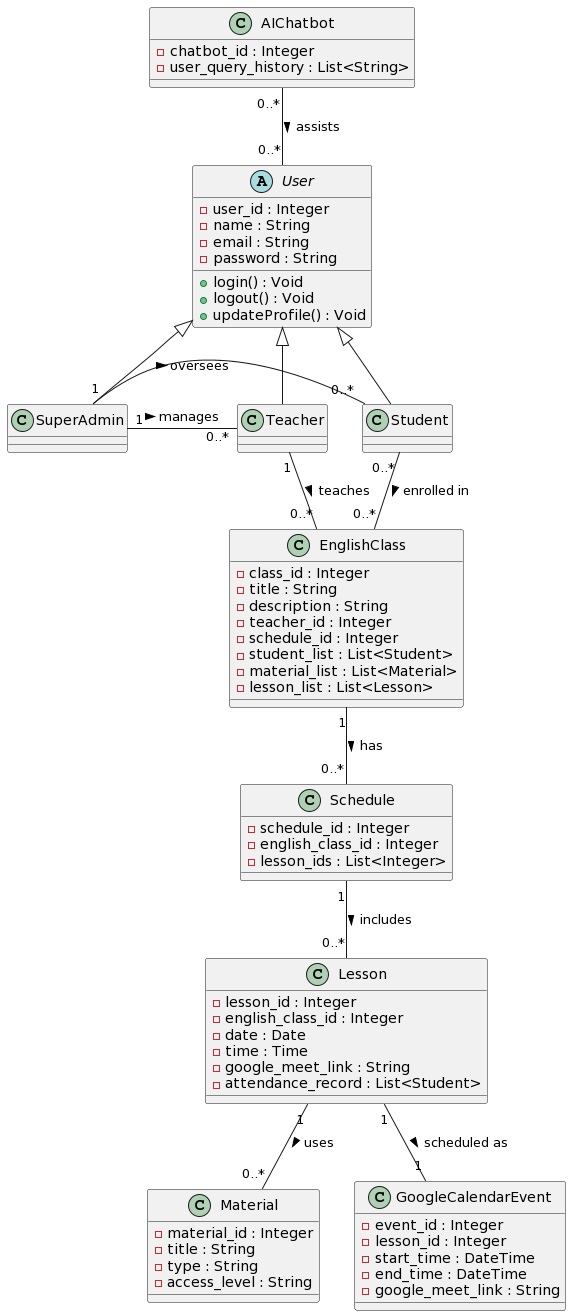 C AIChatbot
chatbot_id : Integer
user_query_history : List<String>
0..*
assists
0..*
A User
user_id : Integer
name : String
email : String
password : String
login() : Void
logout() : Void
updateProfile() : Void
oversees
1
0..*
C SuperAdmin
1 manages
0..*
C Teacher
C Student
1
0..*
teaches
enrolled in
0..*
0..*
C EnglishClass
class_id : Integer
title : String
description : String
teacher_id : Integer
schedule_id : Integer
student_list : List<Student>
material_list : List<Material>
lesson_list : List<Lesson>
1
has
0..*
C Schedule
schedule_id : Integer
english_class_id : Integer
lesson_ids : List<Integer>
1
includes
0..*
C Lesson
lesson_id : Integer
english_class_id : Integer
date : Date
time : Time
google_meet_link : String
attendance_record : List<Student>
1
1
uses
scheduled as
0..*
1
C Material
material_id : Integer
title : String
type : String
access_level : String
C GoogleCalendarEvent
event_id : Integer
lesson_id : Integer
start_time : DateTime
end_time : DateTime
google_meet_link : String